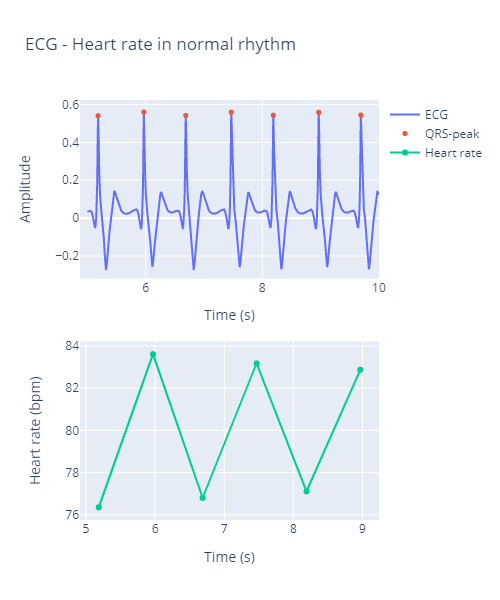 ECG - Heart rate in normal rhythm
0.6
0.4
0.2
0
−0.2
Amplitude
6
8
10
Time (s)
ECG
QRS-peak
Heart rate
84
82
80
78
76
Heart rate (bpm)
5
6
7
8
9
Time (s)